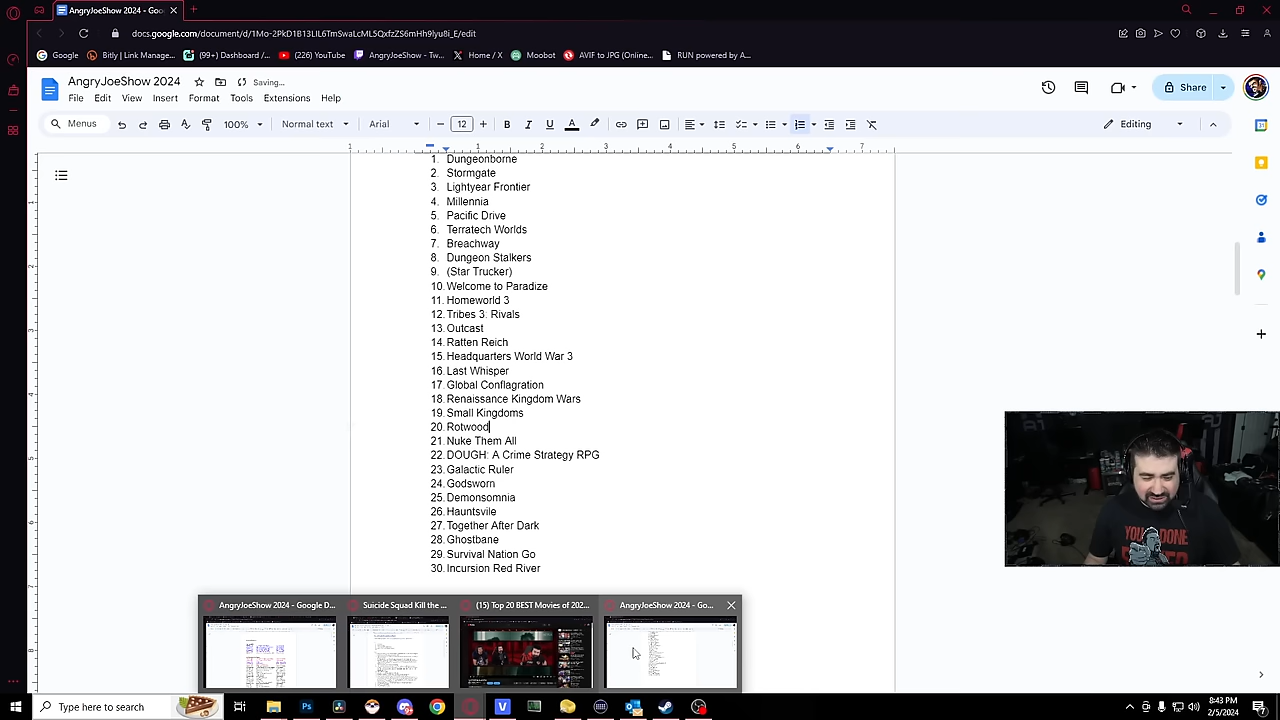 AngryJoeShow 2024 - Goo
docs.google.com/document/d/1Mo-2PkD1B13LIL6TmSwaLcML5QxfzZS6mHh9lyu8i_E/edit
Google Bitly | Link Manage... (99+) Dashboard /... (226) YouTube AngryJoeShow - Tw... Home / X Moobot AVIF to JPG (Online... RUN powered by A...
AngryJoeShow 2024 Saving...
File Edit View Insert Format Tools Extensions Help
Share
Menus 100% Normal text Arial 12 Editing
1. Dungeonborne
2. Stormgate
3. Lightyear Frontier
4. Millennia
5. Pacific Drive
6. Terratech Worlds
7. Breachway
8. Dungeon Stalkers
9. (Star Trucker)
10. Welcome to Paradize
11. Homeworld 3
12. Tribes 3: Rivals
13. Outcast
14. Ratten Reich
15. Headquarters World War 3
16. Last Whisper
17. Global Conflagration
18. Renaissance Kingdom Wars
19. Small Kingdoms
20. Rotwood
21. Nuke Them All
22. DOUGH: A Crime Strategy RPG
23. Galactic Ruler
24. Godsworn
25. Demonsomnia
26. Hauntsvile
27. Together After Dark
28. Ghostbane
29. Survival Nation Go
30. Incursion Red River
AngryJoeShow 2024 - Google D... Suicide Squad Kill the ... (15) Top 20 BEST Movies of 202... AngryJoeShow 2024 - Go...
Type here to search
8:43 PM
2/5/2024